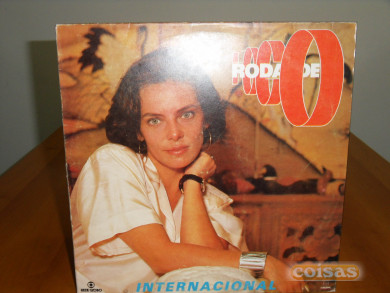 RODA DE
INTERNACIONAL
coisas